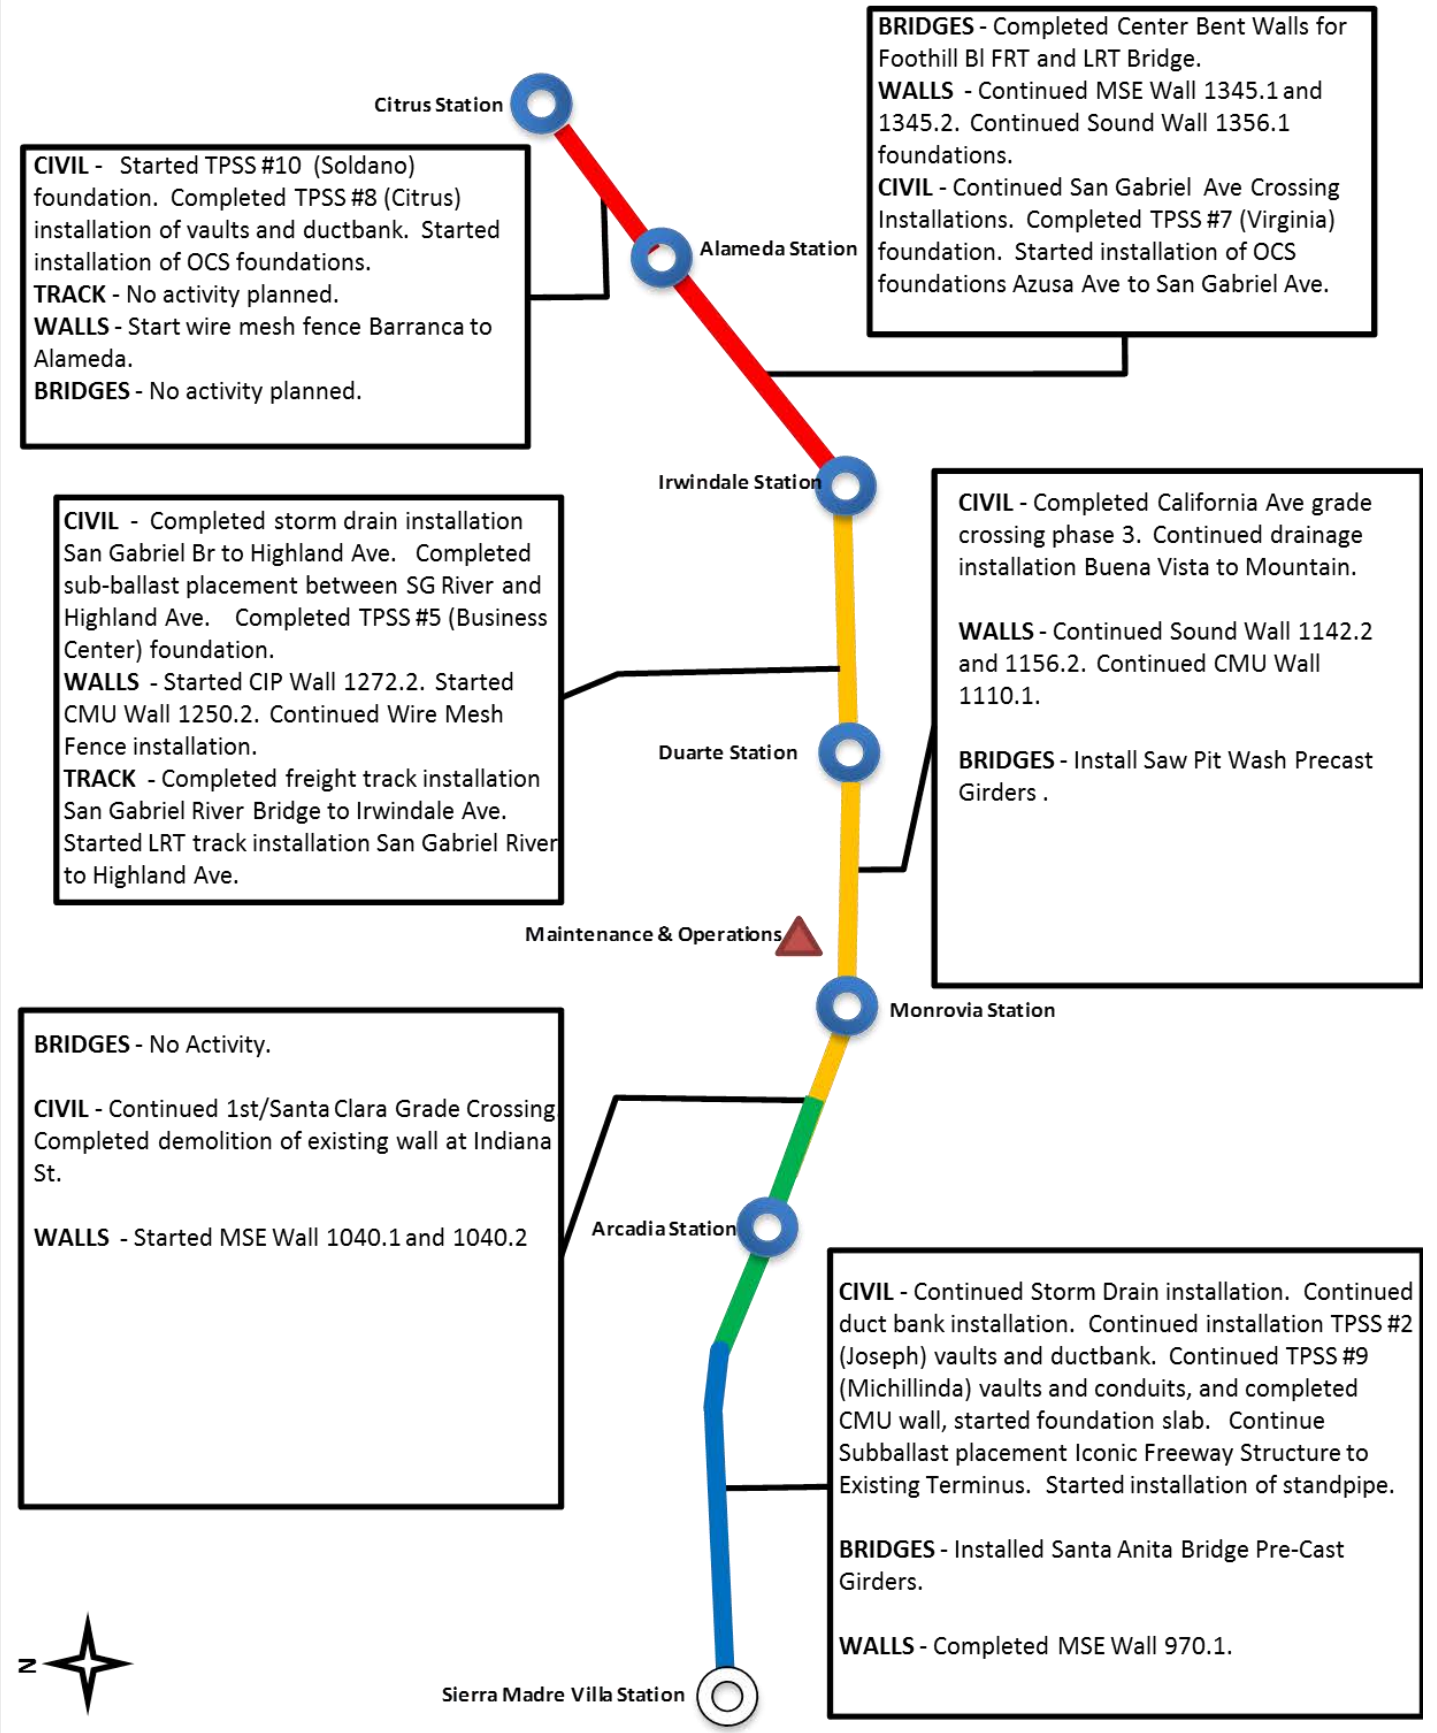 BRIDGES - Completed Center Bent Walls for
Foothill Bl FRT and LRT Bridge.
WALLS - Continued MSE Wall 1345.1 and
1345.2. Continued Sound Wall 1356.1
foundations.
CIVIL - Continued San Gabriel Ave Crossing
Installations. Completed TPSS #7 (Virginia)
foundation. Started installation of OCS
foundations Azusa Ave to San Gabriel Ave.
Citrus Station
CIVIL - Started TPSS #10 (Soldano)
foundation. Completed TPSS #8 (Citrus)
installation of vaults and ductbank. Started
installation of OCS foundations.
TRACK - No activity planned.
WALLS - Start wire mesh fence Barranca to
Alameda.
BRIDGES - No activity planned.
Alameda Station
Irwindale Station
CIVIL - Completed storm drain installation
San Gabriel Br to Highland Ave. Completed
sub-ballast placement between SG River and
Highland Ave. Completed TPSS #5 (Business
Center) foundation.
WALLS - Started CIP Wall 1272.2. Started
CMU Wall 1250.2. Continued Wire Mesh
Fence installation.
TRACK - Completed freight track installation
San Gabriel River Bridge to Irwindale Ave.
Started LRT track installation San Gabriel River
to Highland Ave.
CIVIL - Completed California Ave grade
crossing phase 3. Continued drainage
installation Buena Vista to Mountain.
WALLS - Continued Sound Wall 1142.2
and 1156.2. Continued CMU Wall
1110.1.
BRIDGES - Install Saw Pit Wash Precast
Girders .
Duarte Station
Maintenance & Operations
Monrovia Station
BRIDGES - No Activity.
CIVIL - Continued 1st/Santa Clara Grade Crossing
Completed demolition of existing wall at Indiana
St.
WALLS - Started MSE Wall 1040.1 and 1040.2
Arcadia Station
CIVIL - Continued Storm Drain installation. Continued
duct bank installation. Continued installation TPSS #2
(Joseph) vaults and ductbank. Continued TPSS #9
(Michillinda) vaults and conduits, and completed
CMU wall, started foundation slab. Continue
Subballast placement Iconic Freeway Structure to
Existing Terminus. Started installation of standpipe.
BRIDGES - Installed Santa Anita Bridge Pre-Cast
Girders.
WALLS - Completed MSE Wall 970.1.
N
Sierra Madre Villa Station